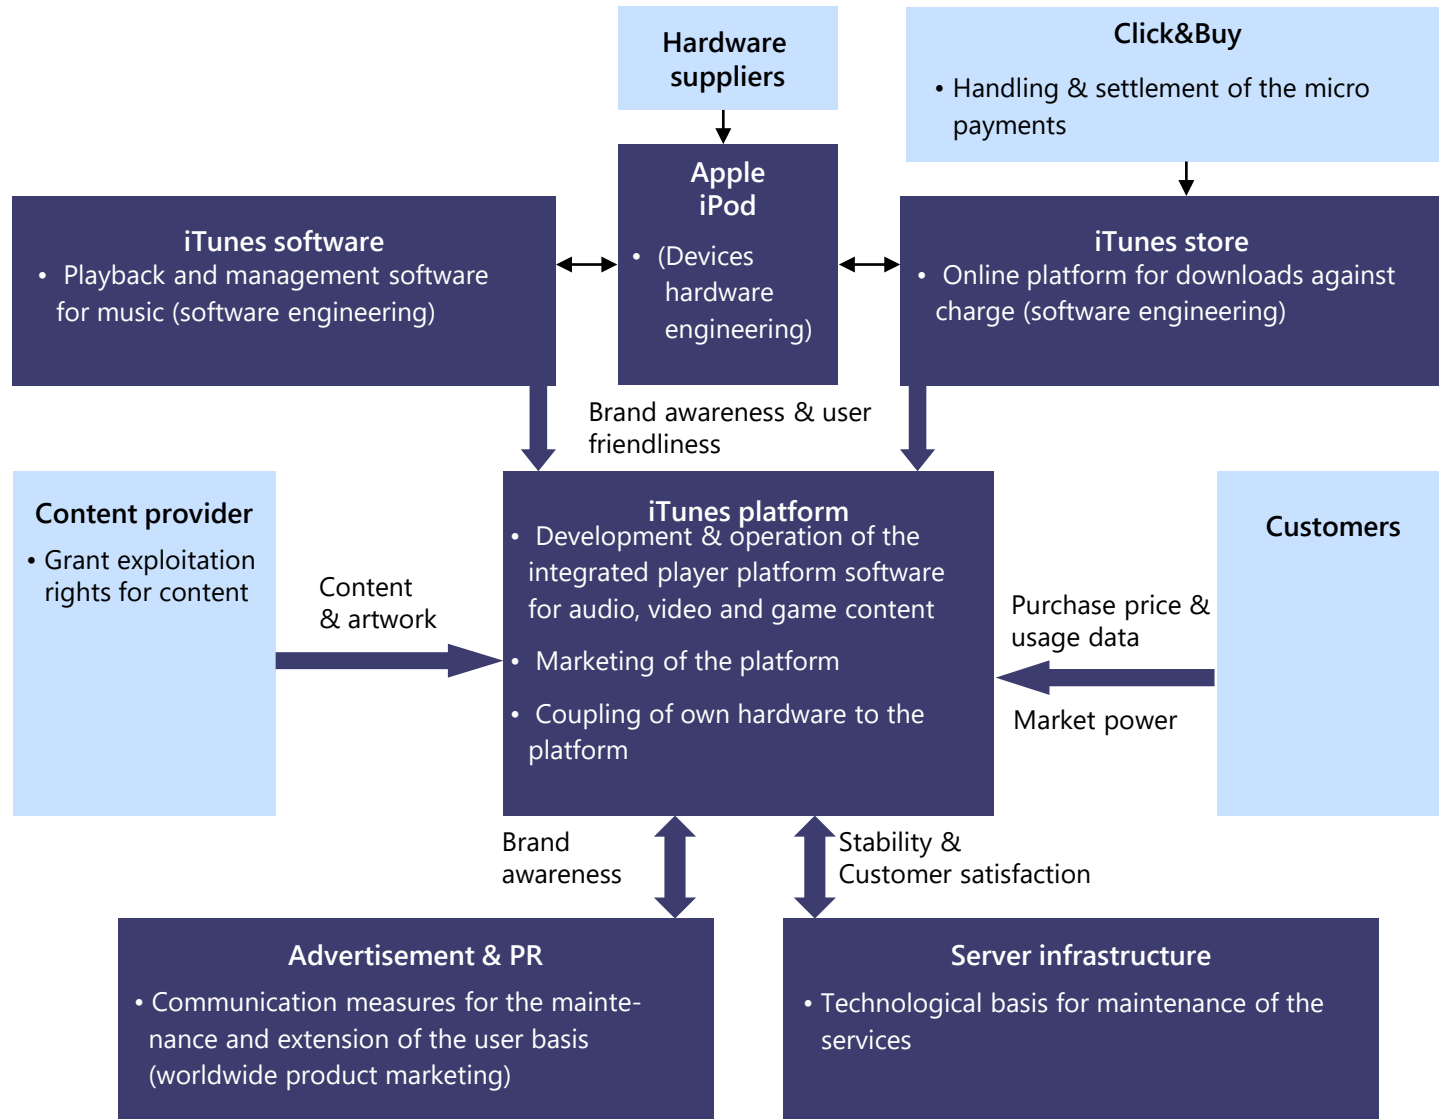 Hardware
suppliers
Click&Buy
• Handling & settlement of the micro
payments
Apple
iPod
• (Devices
hardware
engineering)
iTunes software
• Playback and management software
for music (software engineering)
iTunes store
• Online platform for downloads against
charge (software engineering)
Brand awareness & user
friendliness
Content provider
• Grant exploitation
rights for content
Content
& artwork
iTunes platform
• Development & operation of the
integrated player platform software
for audio, video and game content
• Marketing of the platform
• Coupling of own hardware to the
platform
Customers
Purchase price &
usage data
Market power
Brand
awareness
Stability &
Customer satisfaction
Advertisement & PR
• Communication measures for the mainte-
nance and extension of the user basis
(worldwide product marketing)
Server infrastructure
• Technological basis for maintenance of the
services